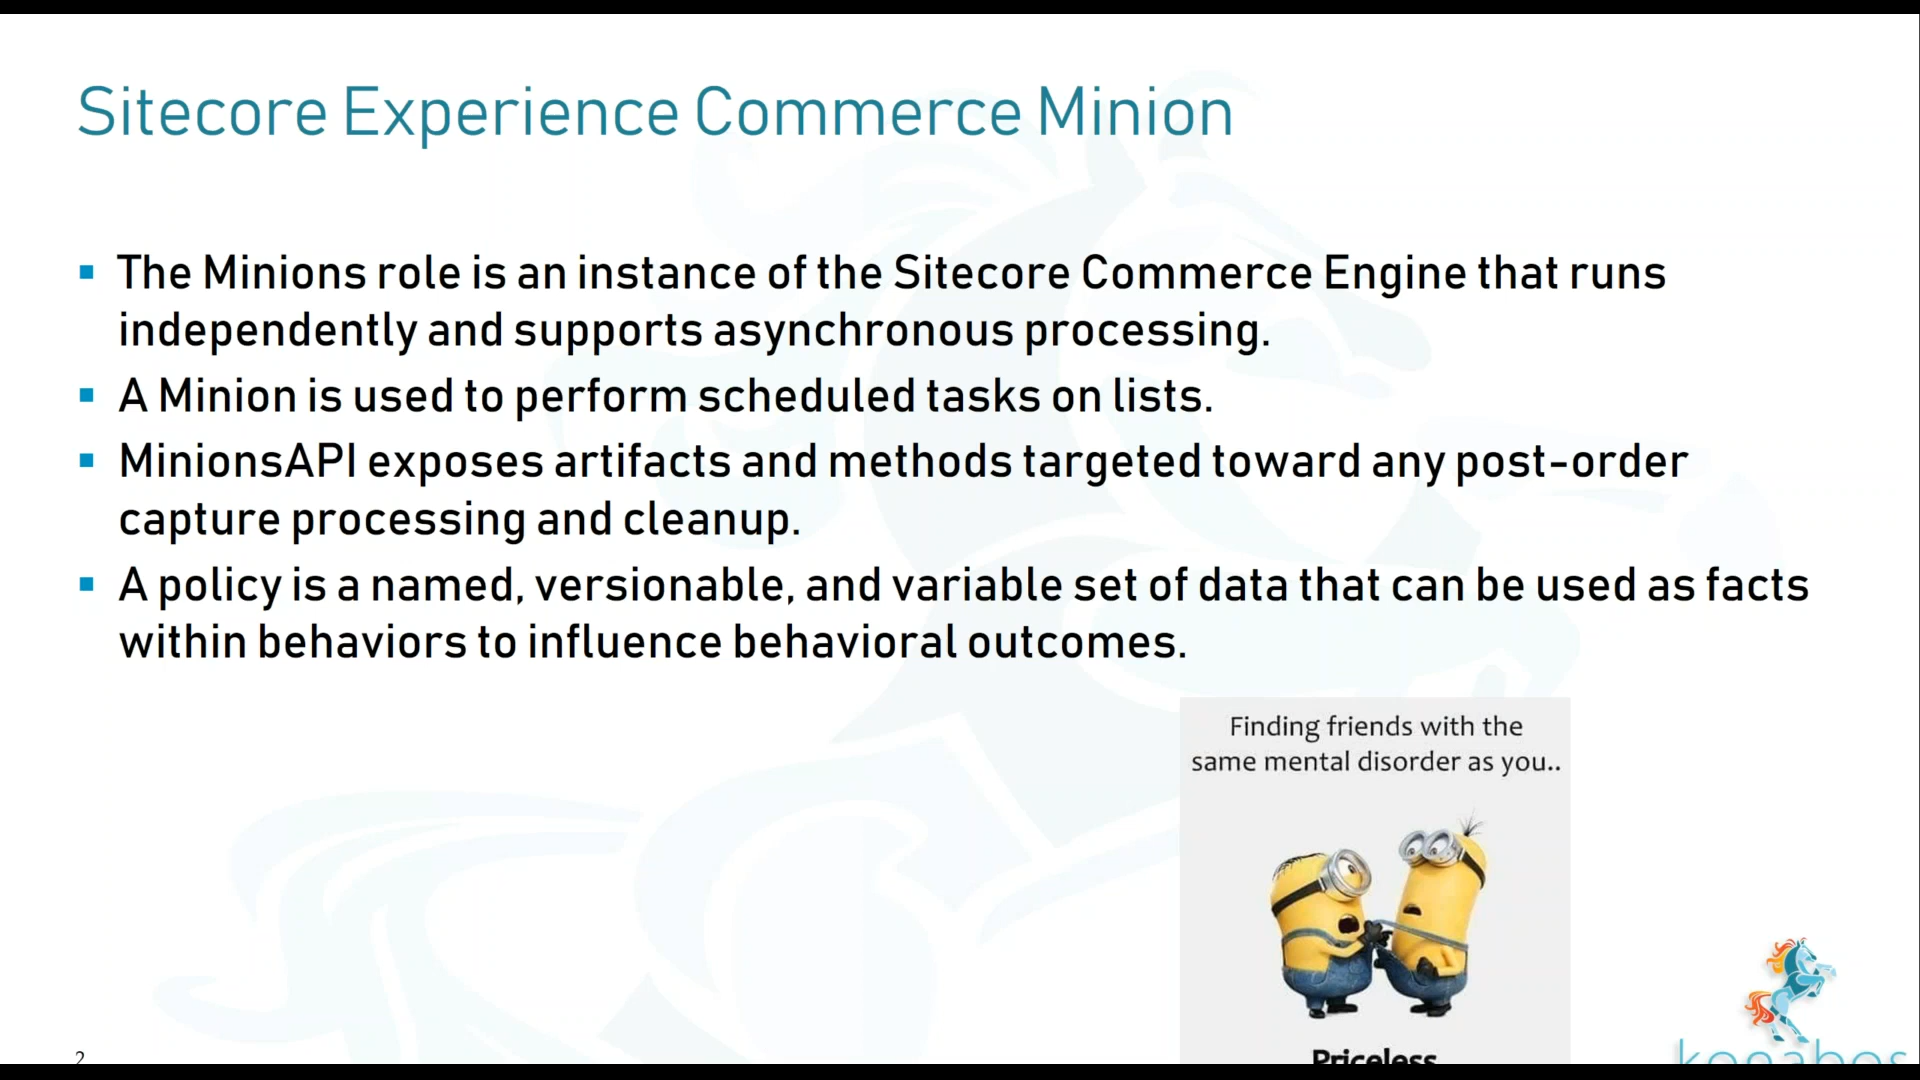 Sitecore Experience Commerce Minion
The Minions role is an instance of the Sitecore Commerce Engine that runs
independently and supports asynchronous processing.
A Minion is used to perform scheduled tasks on lists.
MinionsAPI exposes artifacts and methods targeted toward any post-order
capture processing and cleanup.
A policy is a named, versionable, and variable set of data that can be used as facts
within behaviors to influence behavioral outcomes.
Finding friends with the
same mental disorder as you..
Priceless
konabos
2